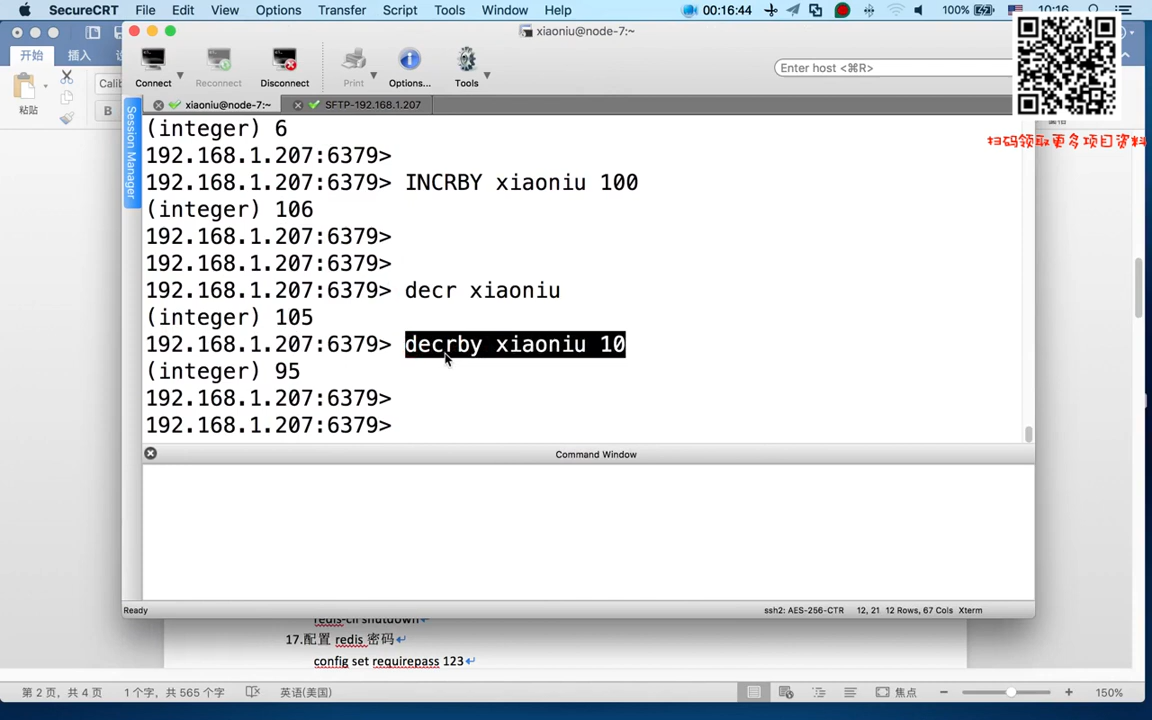 SecureCRT File Edit View Options Transfer Script Tools Window Help 00:16:44 100% 10:16
xiaoniu@node-7:~
开始 插入
Connect Reconnect Disconnect Print Options... Tools Enter host <⌘R>
粘贴 Calib B
扫码领取更多项目资料
xiaoniu@node-7:~ SFTP-192.168.1.207
Session Manager
(integer) 6
192.168.1.207:6379>
192.168.1.207:6379> INCRBY xiaoniu 100
(integer) 106
192.168.1.207:6379>
192.168.1.207:6379>
192.168.1.207:6379> decr xiaoniu
(integer) 105
192.168.1.207:6379> decrby xiaoniu 10
(integer) 95
192.168.1.207:6379>
192.168.1.207:6379>
Command Window
Ready ssh2: AES-256-CTR 12, 21 12 Rows, 67 Cols Xterm
redis-cli shutdown
17.配置 redis 密码
config set requirepass 123
第 2 页，共 4 页 1 个字，共 565 个字 英语(美国) 焦点 150%